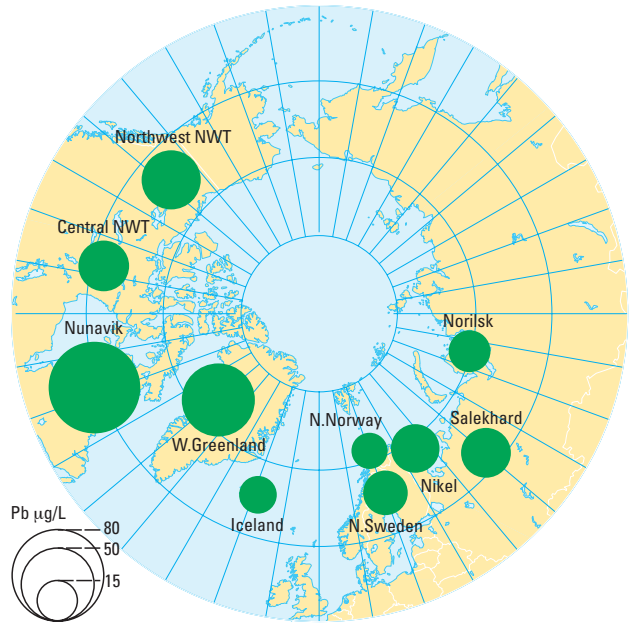 Northwest NWT
Central NWT
Nunavik
Norilsk
N.Norway
Salekhard
W.Greenland
Nikel
Iceland
N.Sweden
Pb µg/L
80
50
15